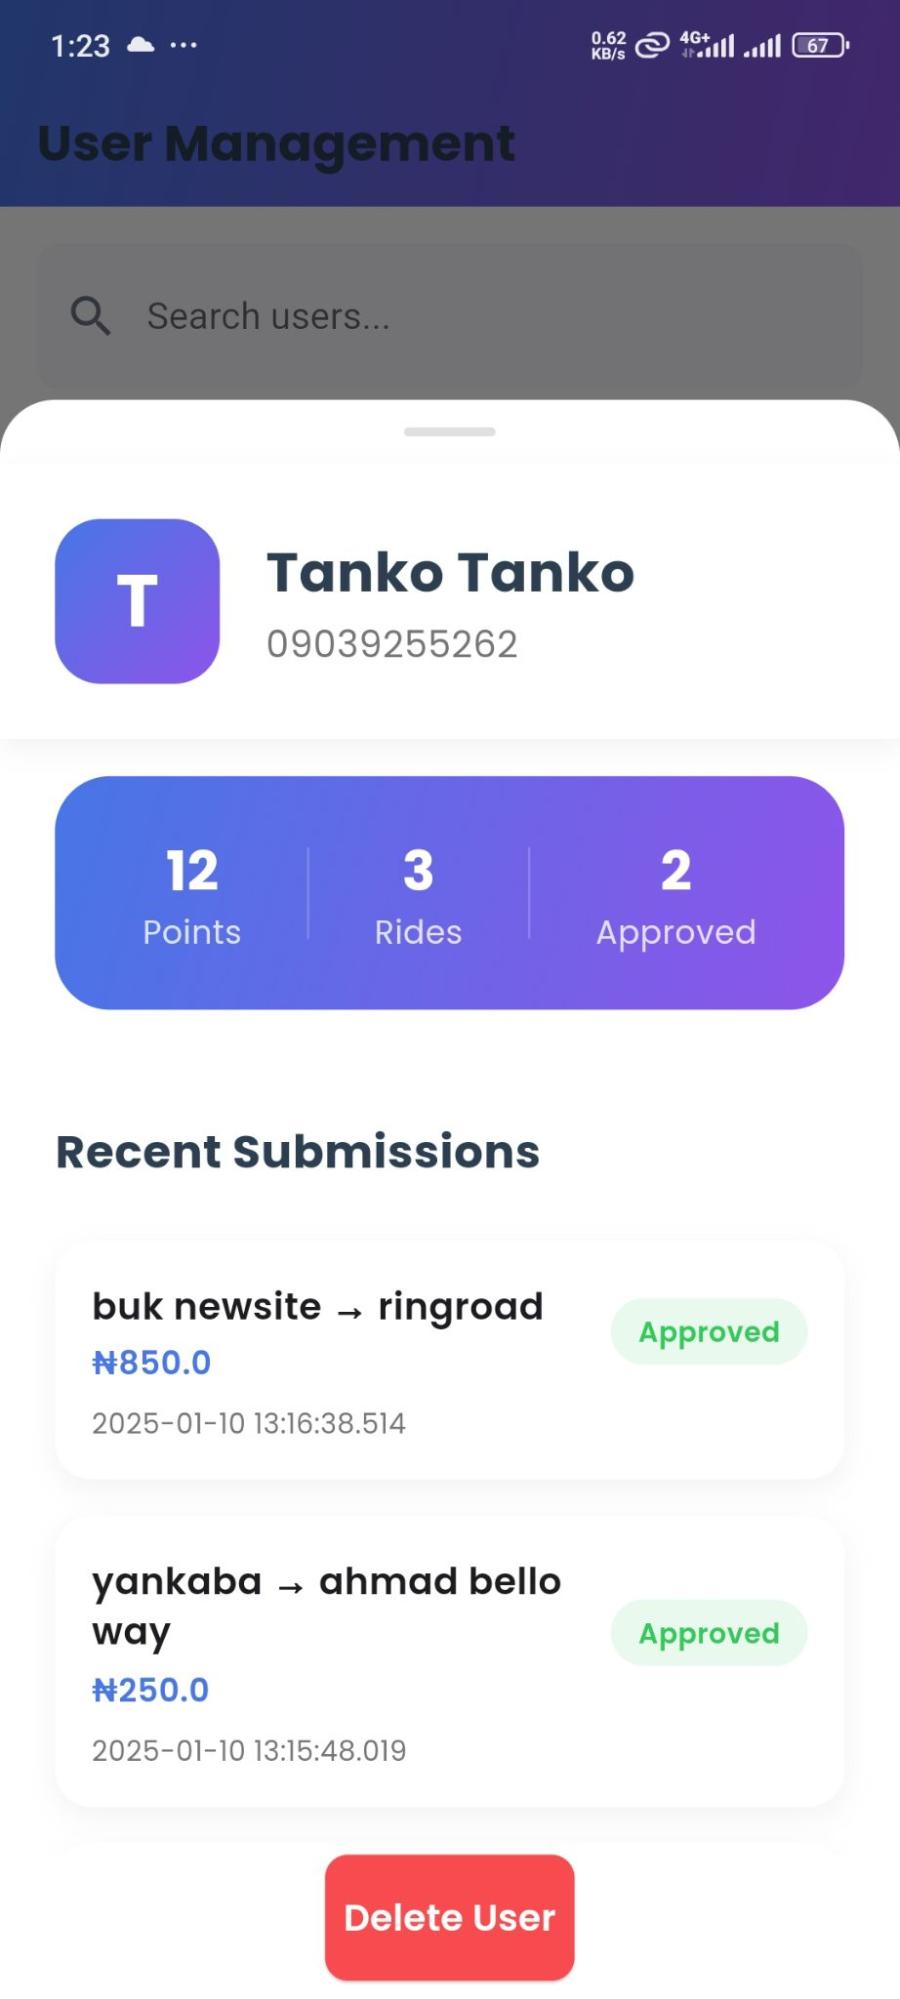 1:23
0.62
KB/s
4G+
67
User Management
Search users...
T
Tanko Tanko
09039255262
12
Points
3
Rides
2
Approved
Recent Submissions
buk newsite → ringroad
₦850.0
2025-01-10 13:16:38.514
Approved
yankaba → ahmad bello
way
₦250.0
2025-01-10 13:15:48.019
Approved
Delete User